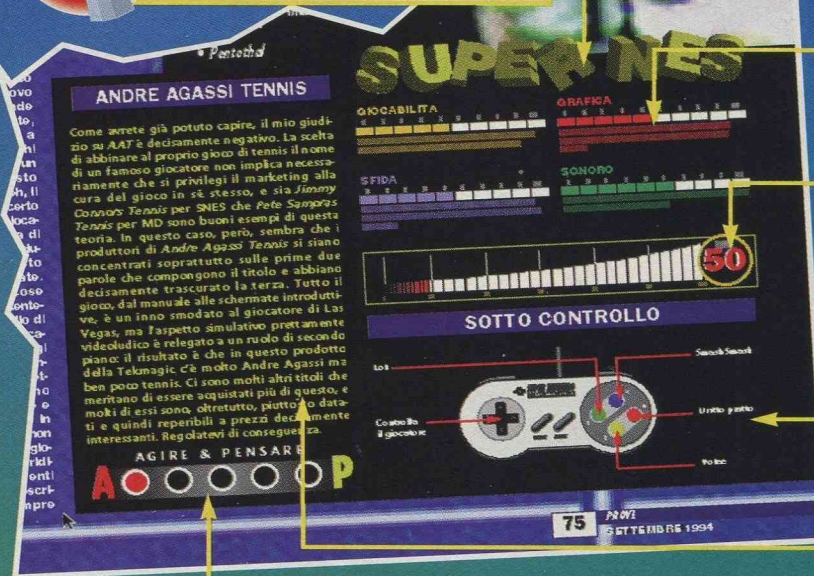 • Pentothal
ANDRE AGASSI TENNIS
Come avrete già potuto capire, il mio giudi-
zio su AAT è decisamente negativo. La scelta
di abbinare al proprio gioco di tennis il nome
di un famoso giocatore non implica necessa-
riamente che si privilegi il marketing alla
cura del gioco in sè stesso, e sia Jimmy
Connors Tennis per SNES che Pete Sampras
Tennis per MD sono buoni esempi di questa
teoria. In questo caso, però, sembra che i
produttori di Andre Agassi Tennis si siano
concentrati soprattutto sulle prime due
parole che compongono il titolo e abbiano
decisamente trascurato la terza. Tutto il
gioco, dal manuale alle schermate introdutti-
ve, è un inno smodato al giocatore di Las
Vegas, ma l'aspetto simulativo prettamente
videoludico è relegato a un ruolo di secondo
piano: il risultato è che in questo prodotto
della Tekmagic c'è molto Andre Agassi ma
ben poco tennis. Ci sono molti altri titoli che
meritano di essere acquistati più di questo, e
molti di essi sono, oltretutto, piuttosto data-
ti e quindi reperibili a prezzi decisamente
interessanti. Regolatevi di conseguenza.
AGIRE & PENSARE
A P
SUPER NES
GIOCABILITA
GRAFICA
SFIDA
SONORO
50
SOTTO CONTROLLO
Lob
Smash Smash
Controlla
il giocatore
75
PROVE
SETTEMBRE 1994